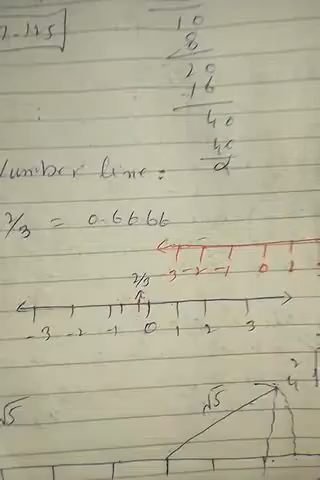 7.125
10
8
20
16
40
40
0
Number line:
2/3 = 0.6666
-3 -2 -1 0 1 2
2/3
-3 -2 -1 0 1 2 3
√5 √5